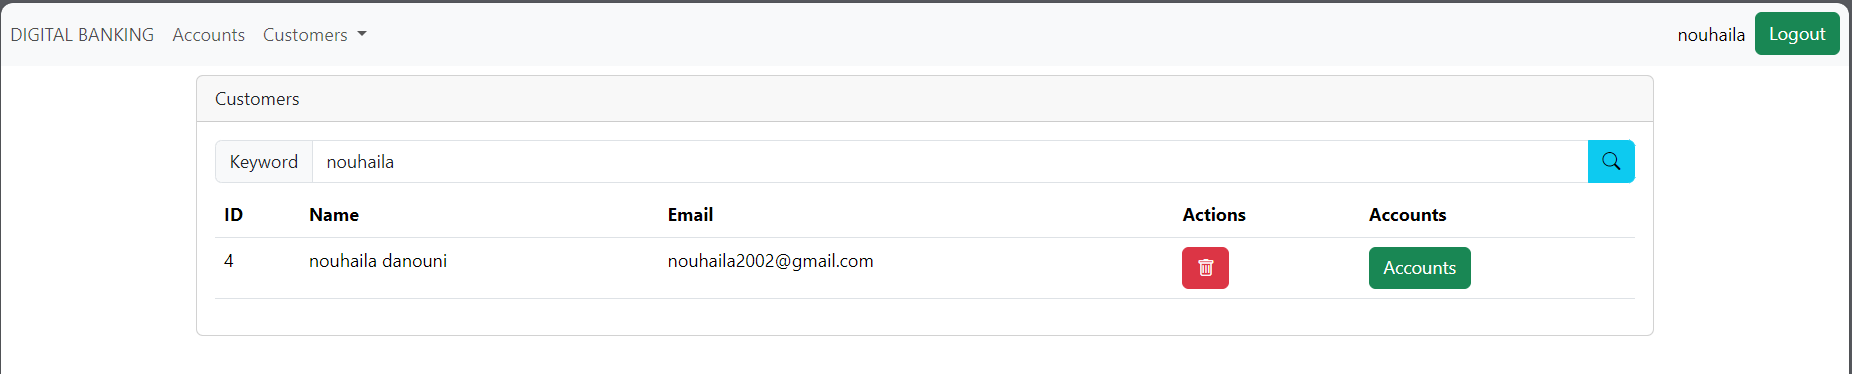 DIGITAL BANKING Accounts Customers nouhaila Logout
Customers
Keyword nouhaila
ID Name Email Actions Accounts
4 nouhaila danouni nouhaila2002@gmail.com Accounts